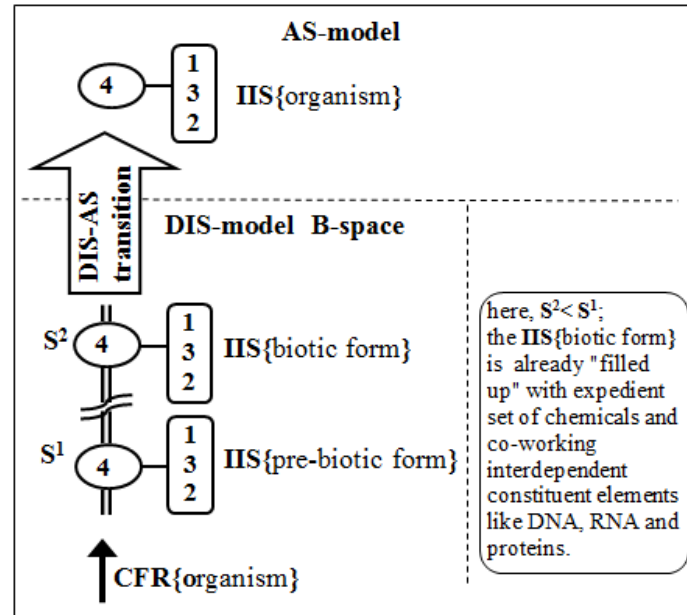 AS-model
4
1
3
2
IIS{organism}
DIS-AS
transition
DIS-model B-space
S²
4
1
3
2
IIS{biotic form}
S¹
4
1
3
2
IIS{pre-biotic form}
CFR{organism}
here, S²< S¹;
the IIS{biotic form}
is already "filled
up" with expedient
set of chemicals and
co-working
interdependent
constituent elements
like DNA, RNA and
proteins.